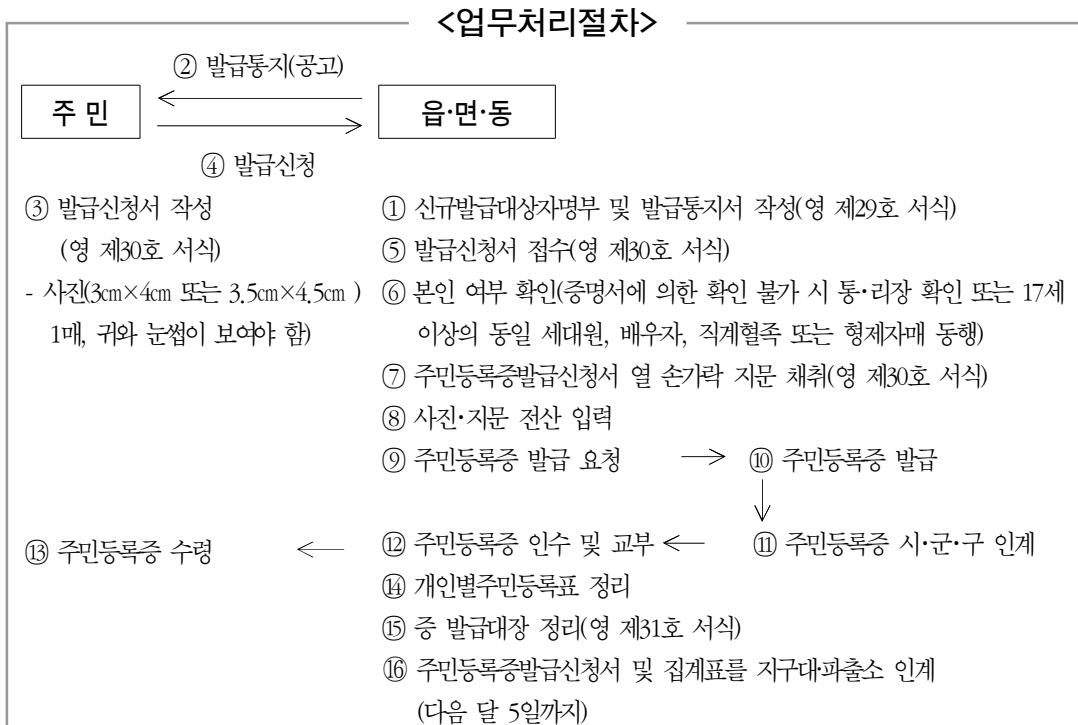 <업무처리절차>
② 발급통지(공고)
주 민
읍·면·동
④ 발급신청
③ 발급신청서 작성
(영 제30호 서식)
- 사진(3㎝×4㎝ 또는 3.5㎝×4.5㎝ )
1매, 귀와 눈썹이 보여야 함)
① 신규발급대상자명부 및 발급통지서 작성(영 제29호 서식)
⑤ 발급신청서 접수(영 제30호 서식)
⑥ 본인 여부 확인(증명서에 의한 확인 불가 시 통·리장 확인 또는 17세
이상의 동일 세대원, 배우자, 직계혈족 또는 형제자매 동행)
⑦ 주민등록증발급신청서 열 손가락 지문 채취(영 제30호 서식)
⑧ 사진·지문 전산 입력
⑨ 주민등록증 발급 요청
⑩ 주민등록증 발급
⑬ 주민등록증 수령
⑫ 주민등록증 인수 및 교부
⑪ 주민등록증 시·군·구 인계
⑭ 개인별주민등록표 정리
⑮ 증 발급대장 정리(영 제31호 서식)
⑯ 주민등록증발급신청서 및 집계표를 지구대·파출소 인계
(다음 달 5일까지)